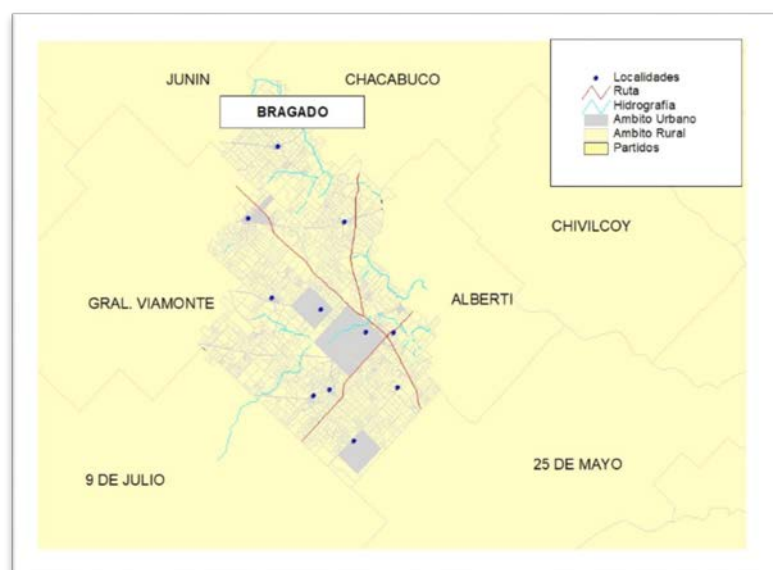 JUNIN
CHACABUCO
BRAGADO
Localidades
Ruta
Hidrografía
Ambito Urbano
Ambito Rural
Partidos
CHIVILCOY
GRAL. VIAMONTE
ALBERTI
25 DE MAYO
9 DE JULIO